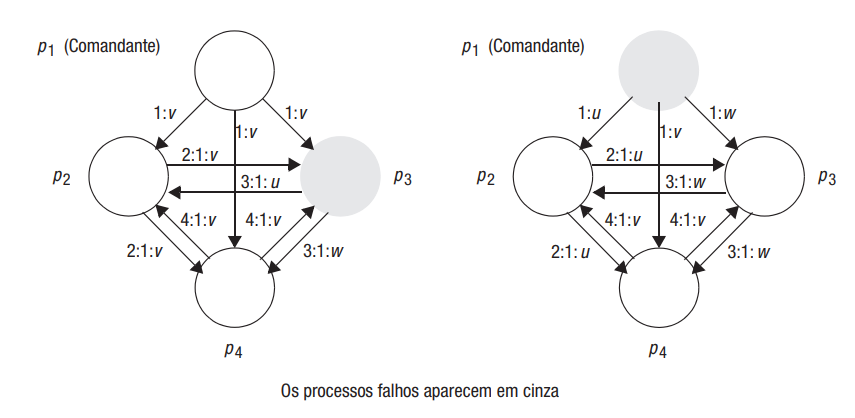 p1 (Comandante)
1:v
1:v
1:v
2:1:v
3:1:u
p2
p3
4:1:v
4:1:v
2:1:v
3:1:w
p4
p1 (Comandante)
1:u
1:v
1:w
2:1:u
3:1:w
p2
p3
4:1:v
4:1:v
2:1:u
3:1:w
p4
Os processos falhos aparecem em cinza